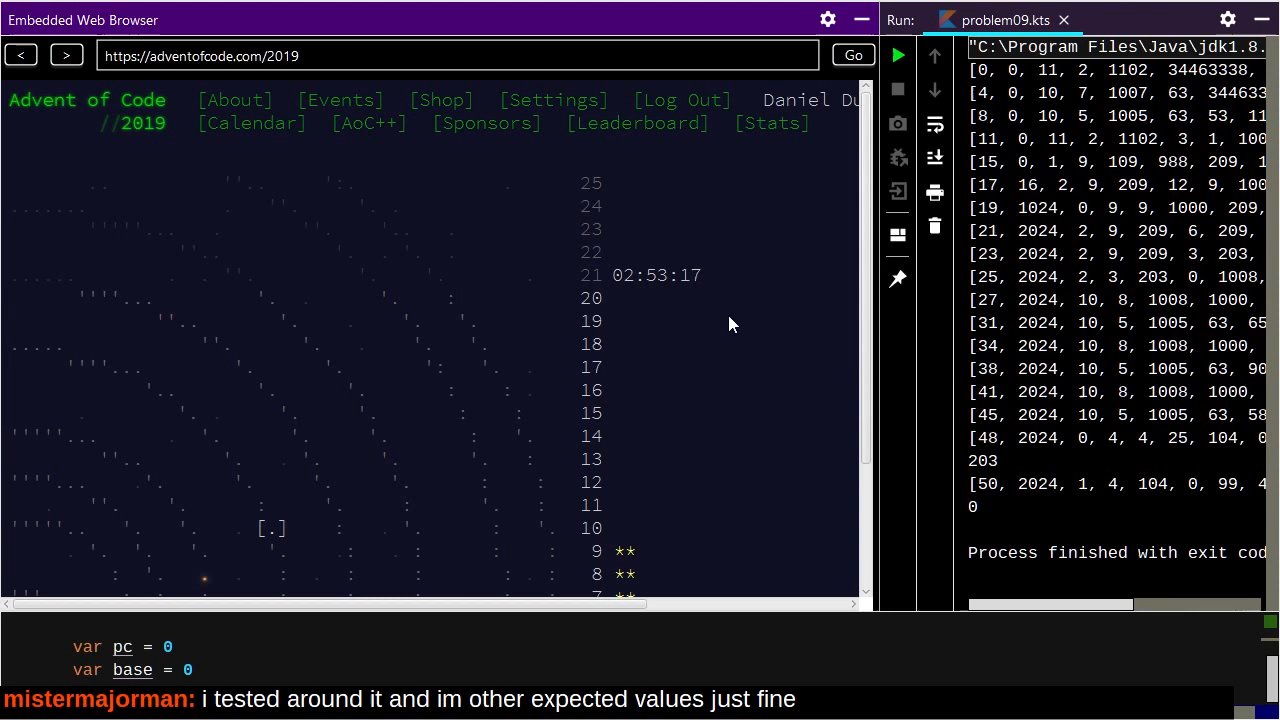 Embedded Web Browser
Run: problem09.kts
< > https://adventofcode.com/2019 Go
Advent of Code [About] [Events] [Shop] [Settings] [Log Out] Daniel Du
//2019 [Calendar] [AoC++] [Sponsors] [Leaderboard] [Stats]
25
24
23
22
21 02:53:17
20
19
18
17
16
15
14
13
12
11
[.] 10
9 **
8 **
7 **
"C:\Program Files\Java\jdk1.8.
[0, 0, 11, 2, 1102, 34463338,
[4, 0, 10, 7, 1007, 63, 344633
[8, 0, 10, 5, 1005, 63, 53, 11
[11, 0, 11, 2, 1102, 3, 1, 100
[15, 0, 1, 9, 109, 988, 209, 1
[17, 16, 2, 9, 209, 12, 9, 100
[19, 1024, 0, 9, 9, 1000, 209,
[21, 2024, 2, 9, 209, 6, 209,
[23, 2024, 2, 9, 209, 3, 203,
[25, 2024, 2, 3, 203, 0, 1008,
[27, 2024, 10, 8, 1008, 1000,
[31, 2024, 10, 5, 1005, 63, 65
[34, 2024, 10, 8, 1008, 1000,
[38, 2024, 10, 5, 1005, 63, 90
[41, 2024, 10, 8, 1008, 1000,
[45, 2024, 10, 5, 1005, 63, 58
[48, 2024, 0, 4, 4, 25, 104, 0
203
[50, 2024, 1, 4, 104, 0, 99, 4
0
Process finished with exit cod
var pc = 0
var base = 0
mistermajorman: i tested around it and im other expected values just fine